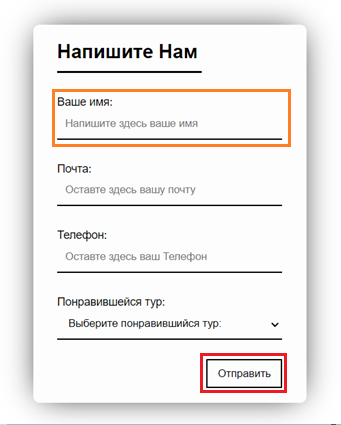 Напишите Нам
Ваше имя:
Напишите здесь ваше имя
Почта:
Оставте здесь вашу почту
Телефон:
Оставте здесь ваш Телефон
Понравившейся тур:
Выберите понравившийся тур:
Отправить